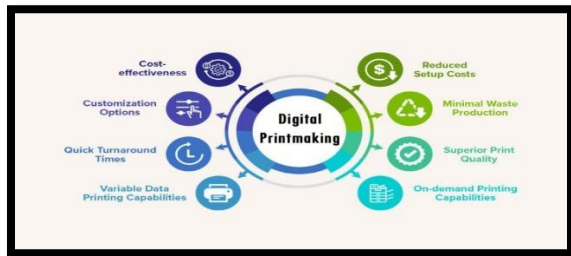 Cost-
effectiveness
Customization
Options
Quick Turnaround
Times
Variable Data
Printing Capabilities
Digital
Printmaking
Reduced
Setup Costs
Minimal Waste
Production
Superior Print
Quality
On-demand Printing
Capabilities